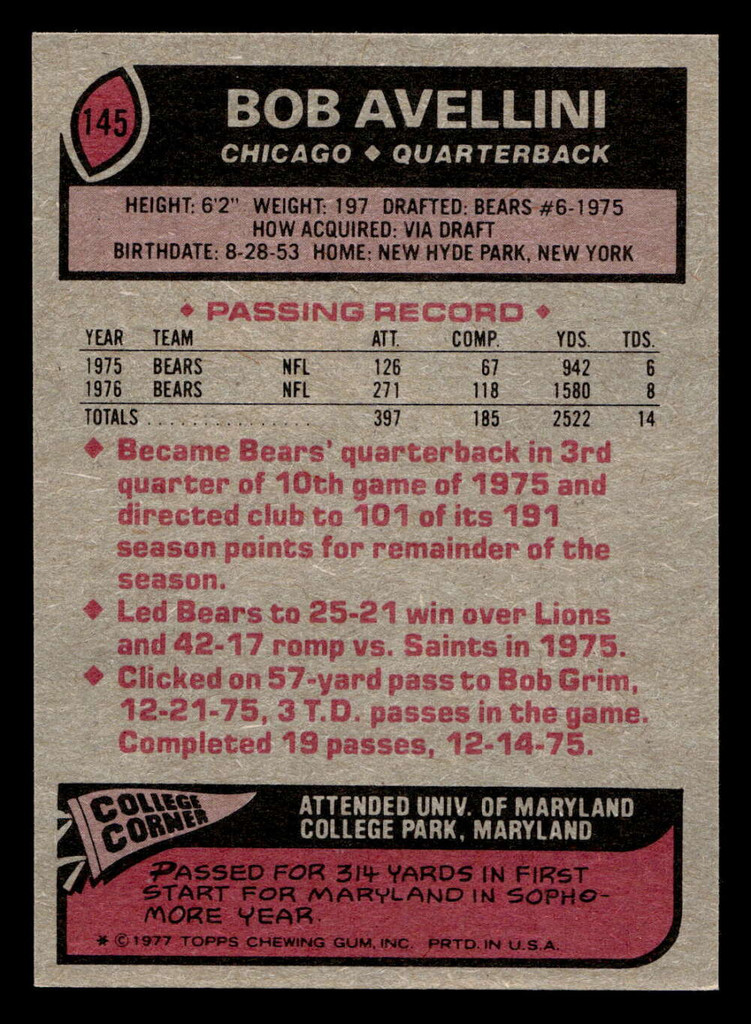 145
BOB AVELLINI
CHICAGO ◆ QUARTERBACK
HEIGHT: 6'2" WEIGHT: 197 DRAFTED: BEARS #6-1975
HOW ACQUIRED: VIA DRAFT
BIRTHDATE: 8-28-53 HOME: NEW HYDE PARK, NEW YORK
◆ PASSING RECORD ◆
YEAR TEAM ATT. COMP. YDS. TDS.
1975 BEARS NFL 126 67 942 6
1976 BEARS NFL 271 118 1580 8
TOTALS ................ 397 185 2522 14
◆ Became Bears' quarterback in 3rd
quarter of 10th game of 1975 and
directed club to 101 of its 191
season points for remainder of the
season.
◆ Led Bears to 25-21 win over Lions
and 42-17 romp vs. Saints in 1975.
◆ Clicked on 57-yard pass to Bob Grim,
12-21-75, 3 T.D. passes in the game.
Completed 19 passes, 12-14-75.
COLLEGE
CORNER
ATTENDED UNIV. OF MARYLAND
COLLEGE PARK, MARYLAND
PASSED FOR 314 YARDS IN FIRST
START FOR MARYLAND IN SOPHO-
MORE YEAR.
* © 1977 TOPPS CHEWING GUM, INC. PRTD. IN U.S.A.